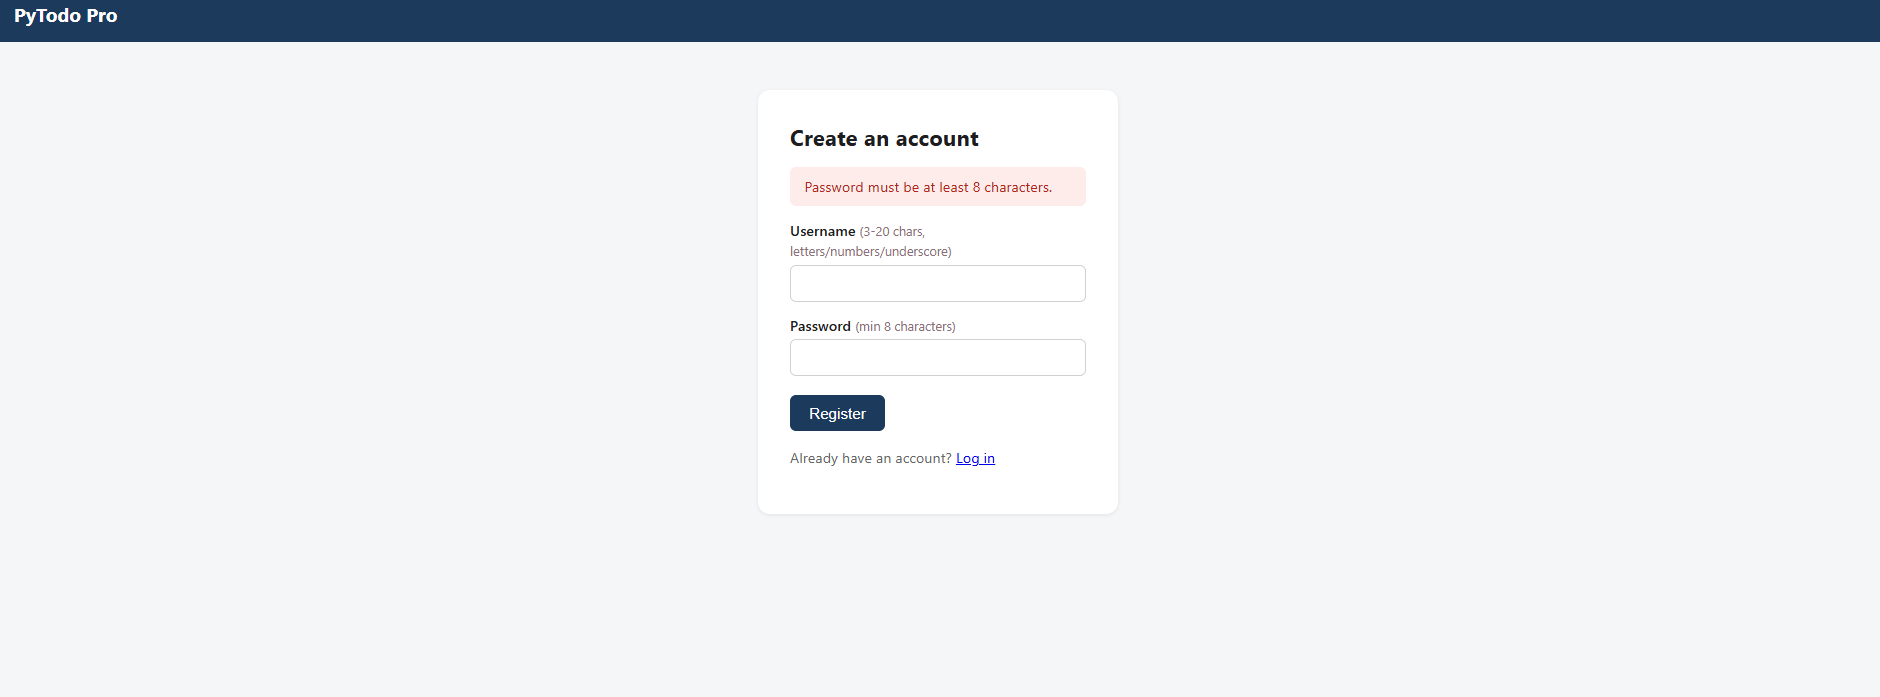 PyTodo Pro
Create an account
Password must be at least 8 characters.
Username (3-20 chars,
letters/numbers/underscore)
Password (min 8 characters)
Register
Already have an account? Log in